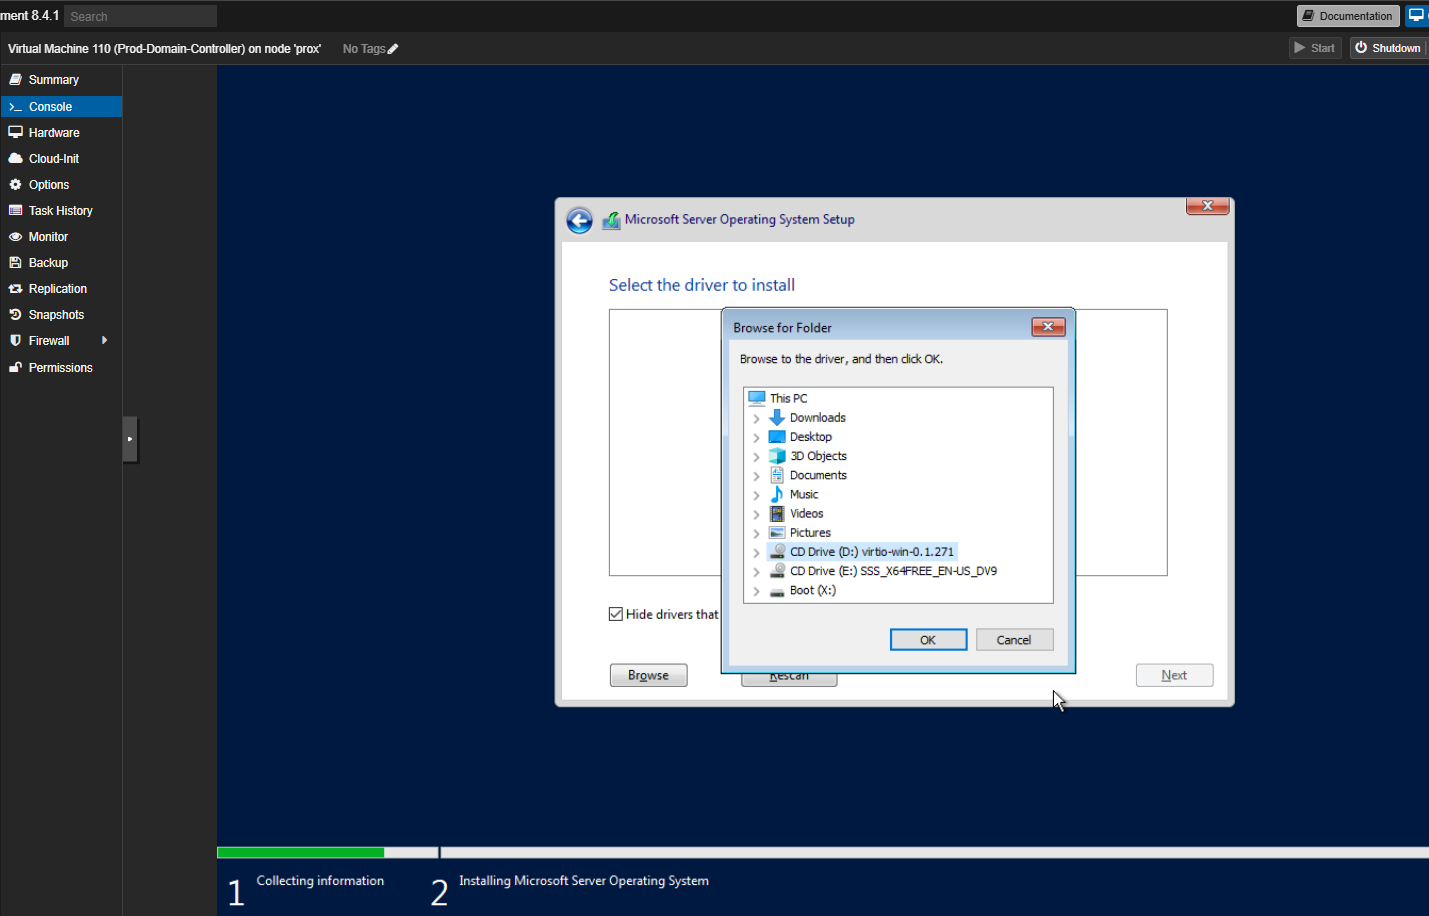 ment 8.4.1
Search
Documentation
Virtual Machine 110 (Prod-Domain-Controller) on node 'prox'
No Tags
Start
Shutdown
Summary
Console
Hardware
Cloud-Init
Options
Task History
Monitor
Backup
Replication
Snapshots
Firewall
Permissions
Microsoft Server Operating System Setup
Select the driver to install
Browse for Folder
Browse to the driver, and then click OK.
This PC
Downloads
Desktop
3D Objects
Documents
Music
Videos
Pictures
CD Drive (D:) virtio-win-0.1.271
CD Drive (E:) SSS_X64FREE_EN-US_DV9
Boot (X:)
OK
Cancel
Hide drivers that
Browse
Rescan
Next
1
Collecting information
2
Installing Microsoft Server Operating System